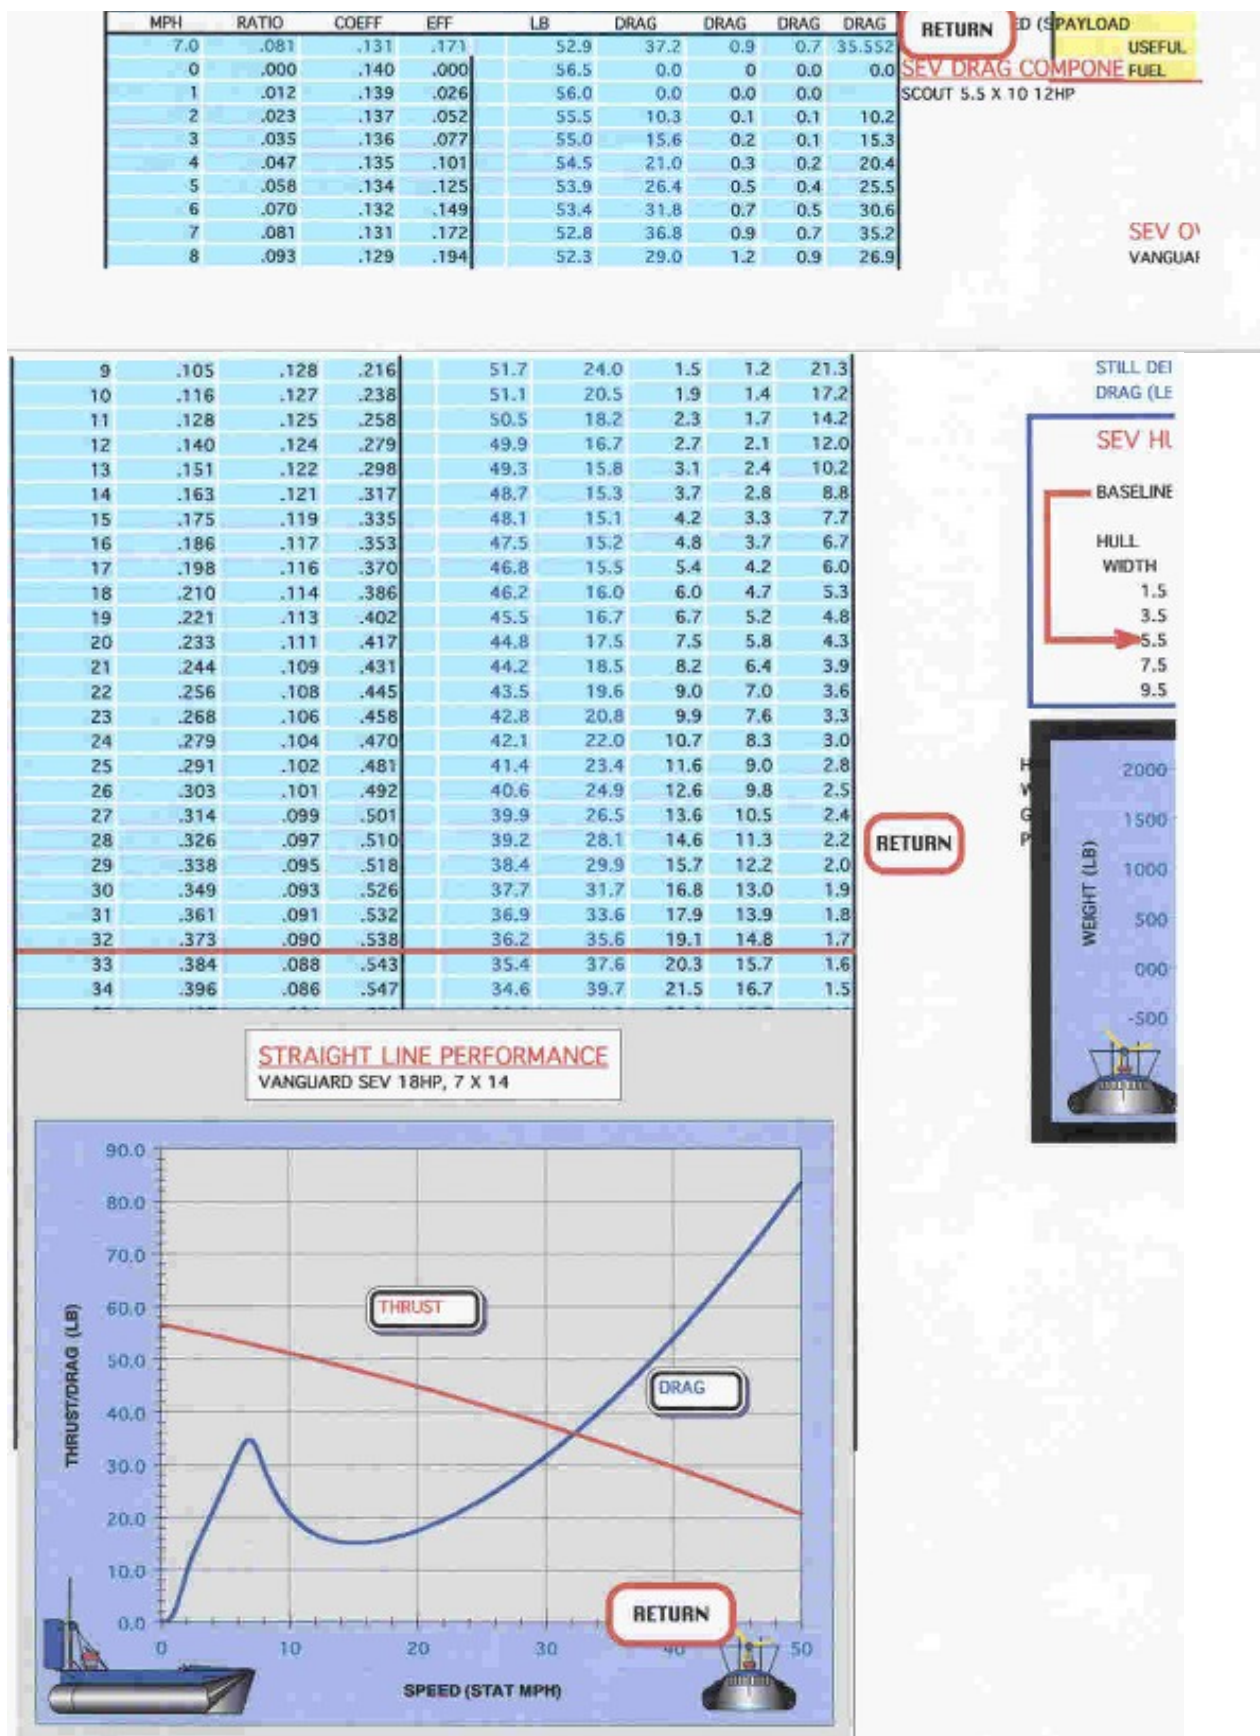 MPH RATIO COEFF EFF LB DRAG DRAG DRAG DRAG RETURN ED (S PAYLOAD
7.0 .081 .131 .171 52.9 37.2 0.9 0.7 35.552 USEFUL
0 .000 .140 .000 56.5 0.0 0 0.0 0.0 SEV DRAG COMPONE FUEL
1 .012 .139 .026 56.0 0.0 0.0 0.0 SCOUT 5.5 X 10 12HP
2 .023 .137 .052 55.5 10.3 0.1 0.1 10.2
3 .035 .136 .077 55.0 15.6 0.2 0.1 15.3
4 .047 .135 .101 54.5 21.0 0.3 0.2 20.4
5 .058 .134 .125 53.9 26.4 0.5 0.4 25.5
6 .070 .132 .149 53.4 31.8 0.7 0.5 30.6
7 .081 .131 .172 52.8 36.8 0.9 0.7 35.2 SEV OV
8 .093 .129 .194 52.3 29.0 1.2 0.9 26.9 VANGUAR
9 .105 .128 .216 51.7 24.0 1.5 1.2 21.3 STILL DEI
10 .116 .127 .238 51.1 20.5 1.9 1.4 17.2 DRAG (LE
11 .128 .125 .258 50.5 18.2 2.3 1.7 14.2
12 .140 .124 .279 49.9 16.7 2.7 2.1 12.0 SEV HU
13 .151 .122 .298 49.3 15.8 3.1 2.4 10.2
14 .163 .121 .317 48.7 15.3 3.7 2.8 8.8 BASELINE
15 .175 .119 .335 48.1 15.1 4.2 3.3 7.7
16 .186 .117 .353 47.5 15.2 4.8 3.7 6.7 HULL
17 .198 .116 .370 46.8 15.5 5.4 4.2 6.0 WIDTH
18 .210 .114 .386 46.2 16.0 6.0 4.7 5.3 1.5
19 .221 .113 .402 45.5 16.7 6.7 5.2 4.8 3.5
20 .233 .111 .417 44.8 17.5 7.5 5.8 4.3 5.5
21 .244 .109 .431 44.2 18.5 8.2 6.4 3.9 7.5
22 .256 .108 .445 43.5 19.6 9.0 7.0 3.6 9.5
23 .268 .106 .458 42.8 20.8 9.9 7.6 3.3
24 .279 .104 .470 42.1 22.0 10.7 8.3 3.0
25 .291 .102 .481 41.4 23.4 11.6 9.0 2.8 H 2000
26 .303 .101 .492 40.6 24.9 12.6 9.8 2.5 W
27 .314 .099 .501 39.9 26.5 13.6 10.5 2.4 G 1500
28 .326 .097 .510 39.2 28.1 14.6 11.3 2.2 RETURN P
29 .338 .095 .518 38.4 29.9 15.7 12.2 2.0 1000
30 .349 .093 .526 37.7 31.7 16.8 13.0 1.9 WEIGHT (LB)
31 .361 .091 .532 36.9 33.6 17.9 13.9 1.8 500
32 .373 .090 .538 36.2 35.6 19.1 14.8 1.7
33 .384 .088 .543 35.4 37.6 20.3 15.7 1.6 000
34 .396 .086 .547 34.6 39.7 21.5 16.7 1.5
-500
STRAIGHT LINE PERFORMANCE
VANGUARD SEV 18HP, 7 X 14
90.0
80.0
70.0
60.0
THRUST
50.0
DRAG
40.0
THRUST/DRAG (LB)
30.0
20.0
10.0
RETURN
0.0
0 10 20 30 40 50
SPEED (STAT MPH)